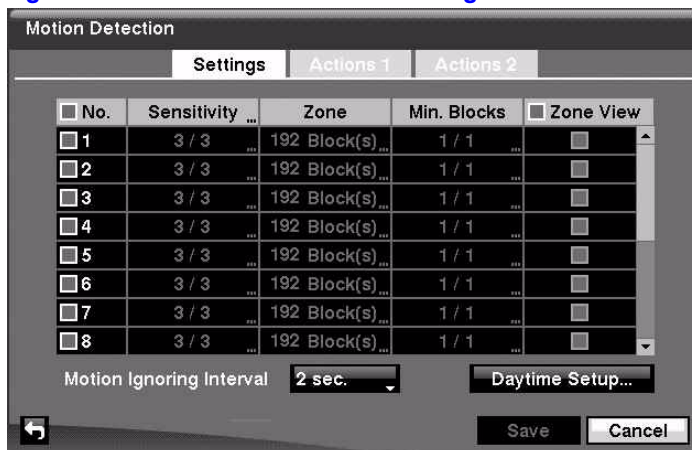 Motion Detection
Settings Actions 1 Actions 2
No. Sensitivity ... Zone Min. Blocks Zone View
1 3 / 3 ... 192 Block(s)... 1 / 1 ...
2 3 / 3 ... 192 Block(s)... 1 / 1 ...
3 3 / 3 ... 192 Block(s)... 1 / 1 ...
4 3 / 3 ... 192 Block(s)... 1 / 1 ...
5 3 / 3 ... 192 Block(s)... 1 / 1 ...
6 3 / 3 ... 192 Block(s)... 1 / 1 ...
7 3 / 3 ... 192 Block(s)... 1 / 1 ...
8 3 / 3 ... 192 Block(s)... 1 / 1 ...
Motion Ignoring Interval 2 sec. Daytime Setup...
Save Cancel